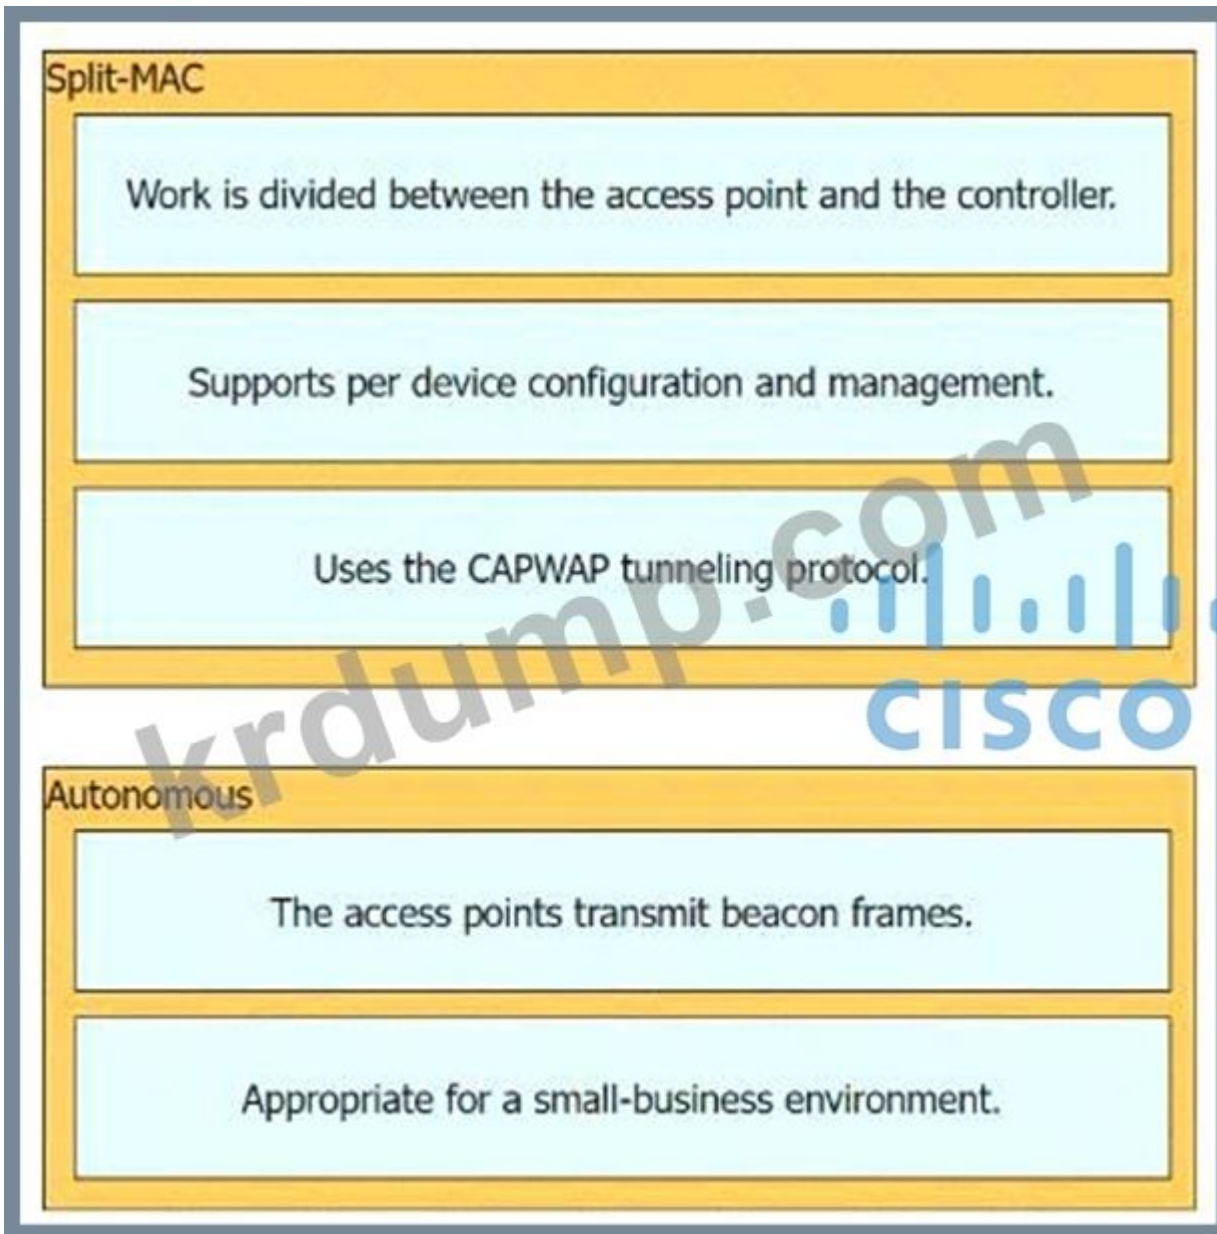 Split-MAC
Work is divided between the access point and the controller.
Supports per device configuration and management.
Uses the CAPWAP tunneling protocol.
krdump.com
CISCO
Autonomous
The access points transmit beacon frames.
Appropriate for a small-business environment.